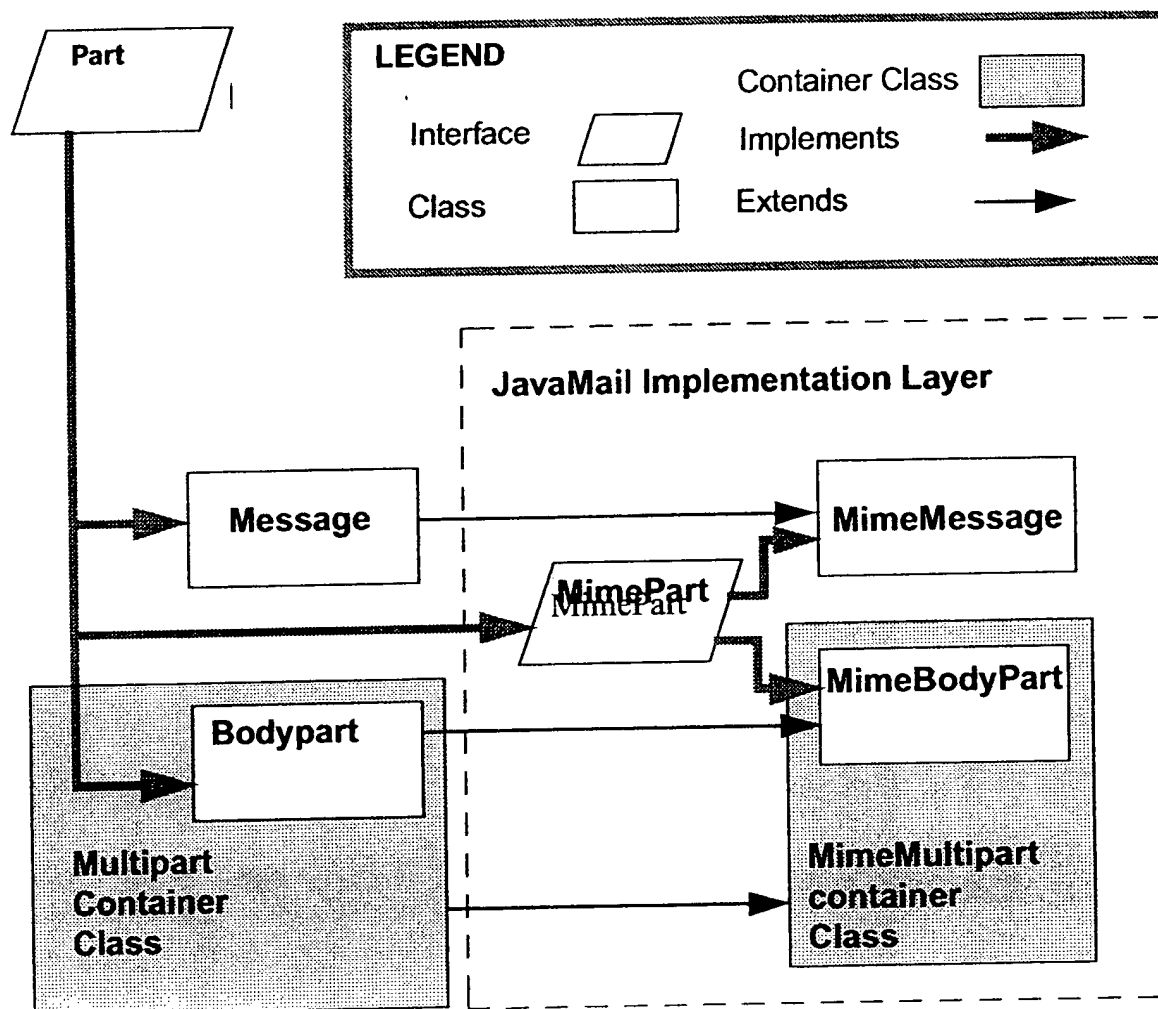 Part
LEGEND
Container Class
Interface
Implements
Class
Extends
JavaMail Implementation Layer
Message
MimeMessage
MimePart
MimePart
MimeBodyPart
Bodypart
Multipart
Container
Class
MimeMultipart
container
Class